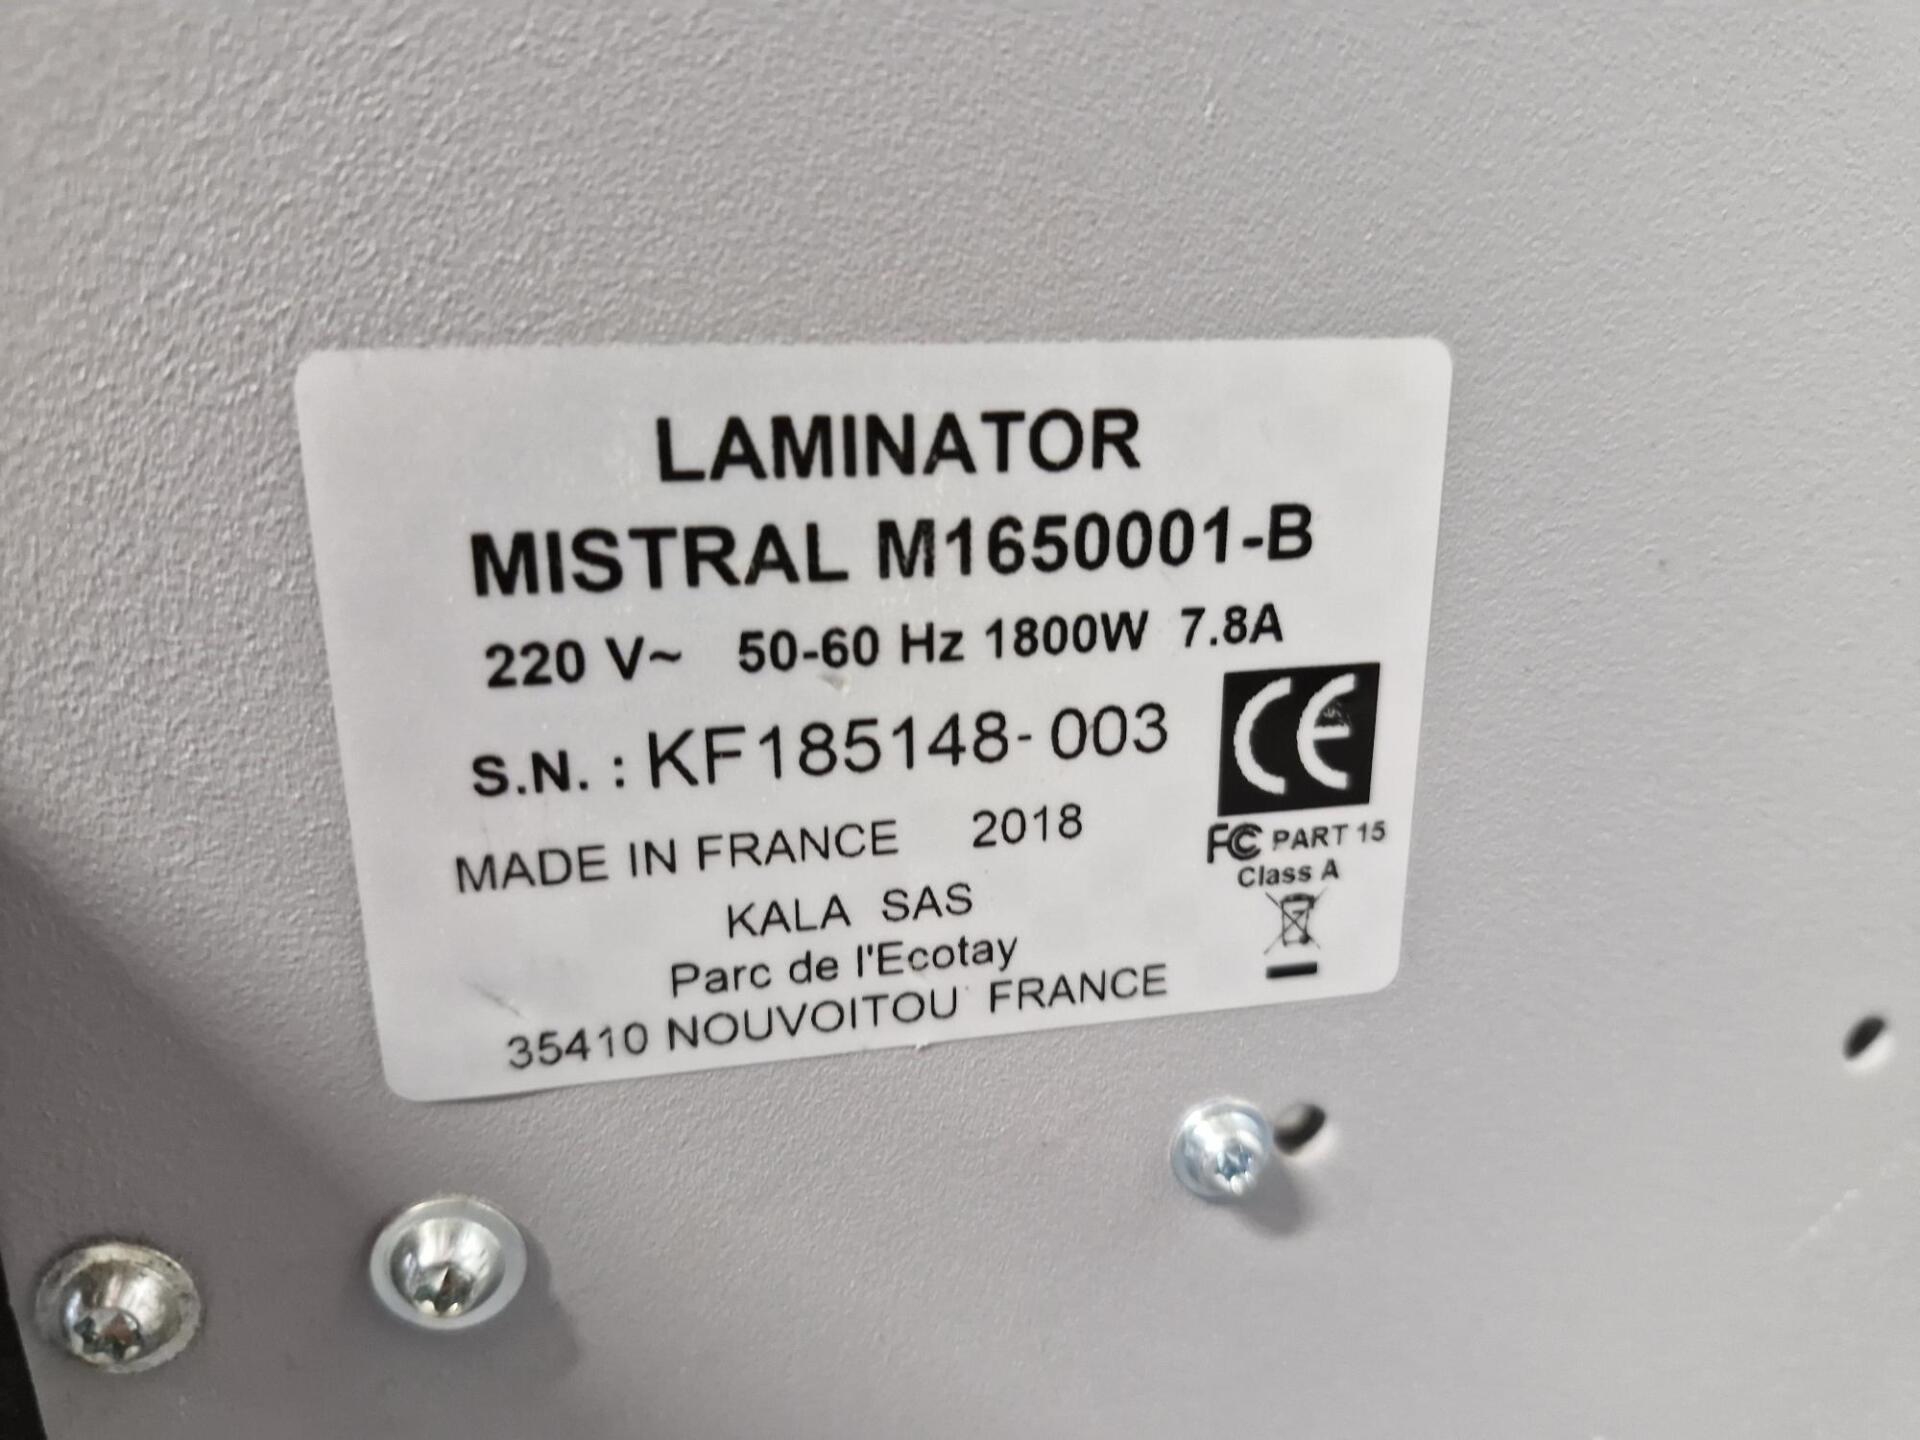 LAMINATOR
MISTRAL M1650001-B
220 V~ 50-60 Hz 1800W 7.8A
S.N. : KF185148-003
CE
MADE IN FRANCE 2018
FC PART 15
Class A
KALA SAS
Parc de l'Ecotay
35410 NOUVOITOU FRANCE